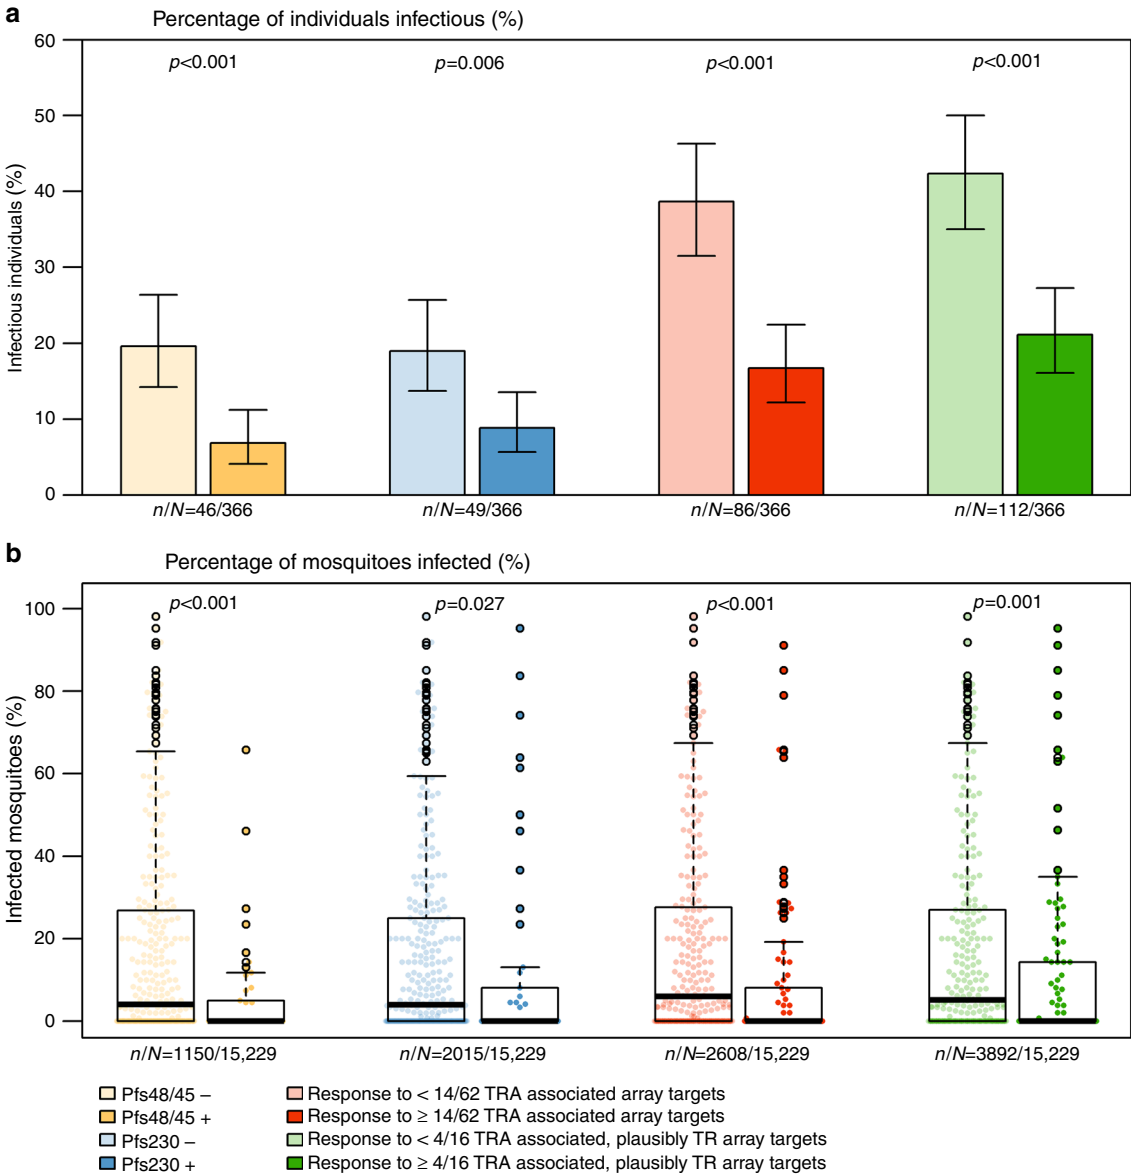 a
Percentage of individuals infectious (%)
60
50
40
30
20
10
0
Infectious individuals (%)
p<0.001
p=0.006
p<0.001
p<0.001
n/N=46/366
n/N=49/366
n/N=86/366
n/N=112/366
b
Percentage of mosquitoes infected (%)
100
80
60
40
20
0
Infected mosquitoes (%)
p<0.001
p=0.027
p<0.001
p=0.001
n/N=1150/15,229
n/N=2015/15,229
n/N=2608/15,229
n/N=3892/15,229
Pfs48/45 –
Pfs48/45 +
Pfs230 –
Pfs230 +
Response to < 14/62 TRA associated array targets
Response to ≥ 14/62 TRA associated array targets
Response to < 4/16 TRA associated, plausibly TR array targets
Response to ≥ 4/16 TRA associated, plausibly TR array targets